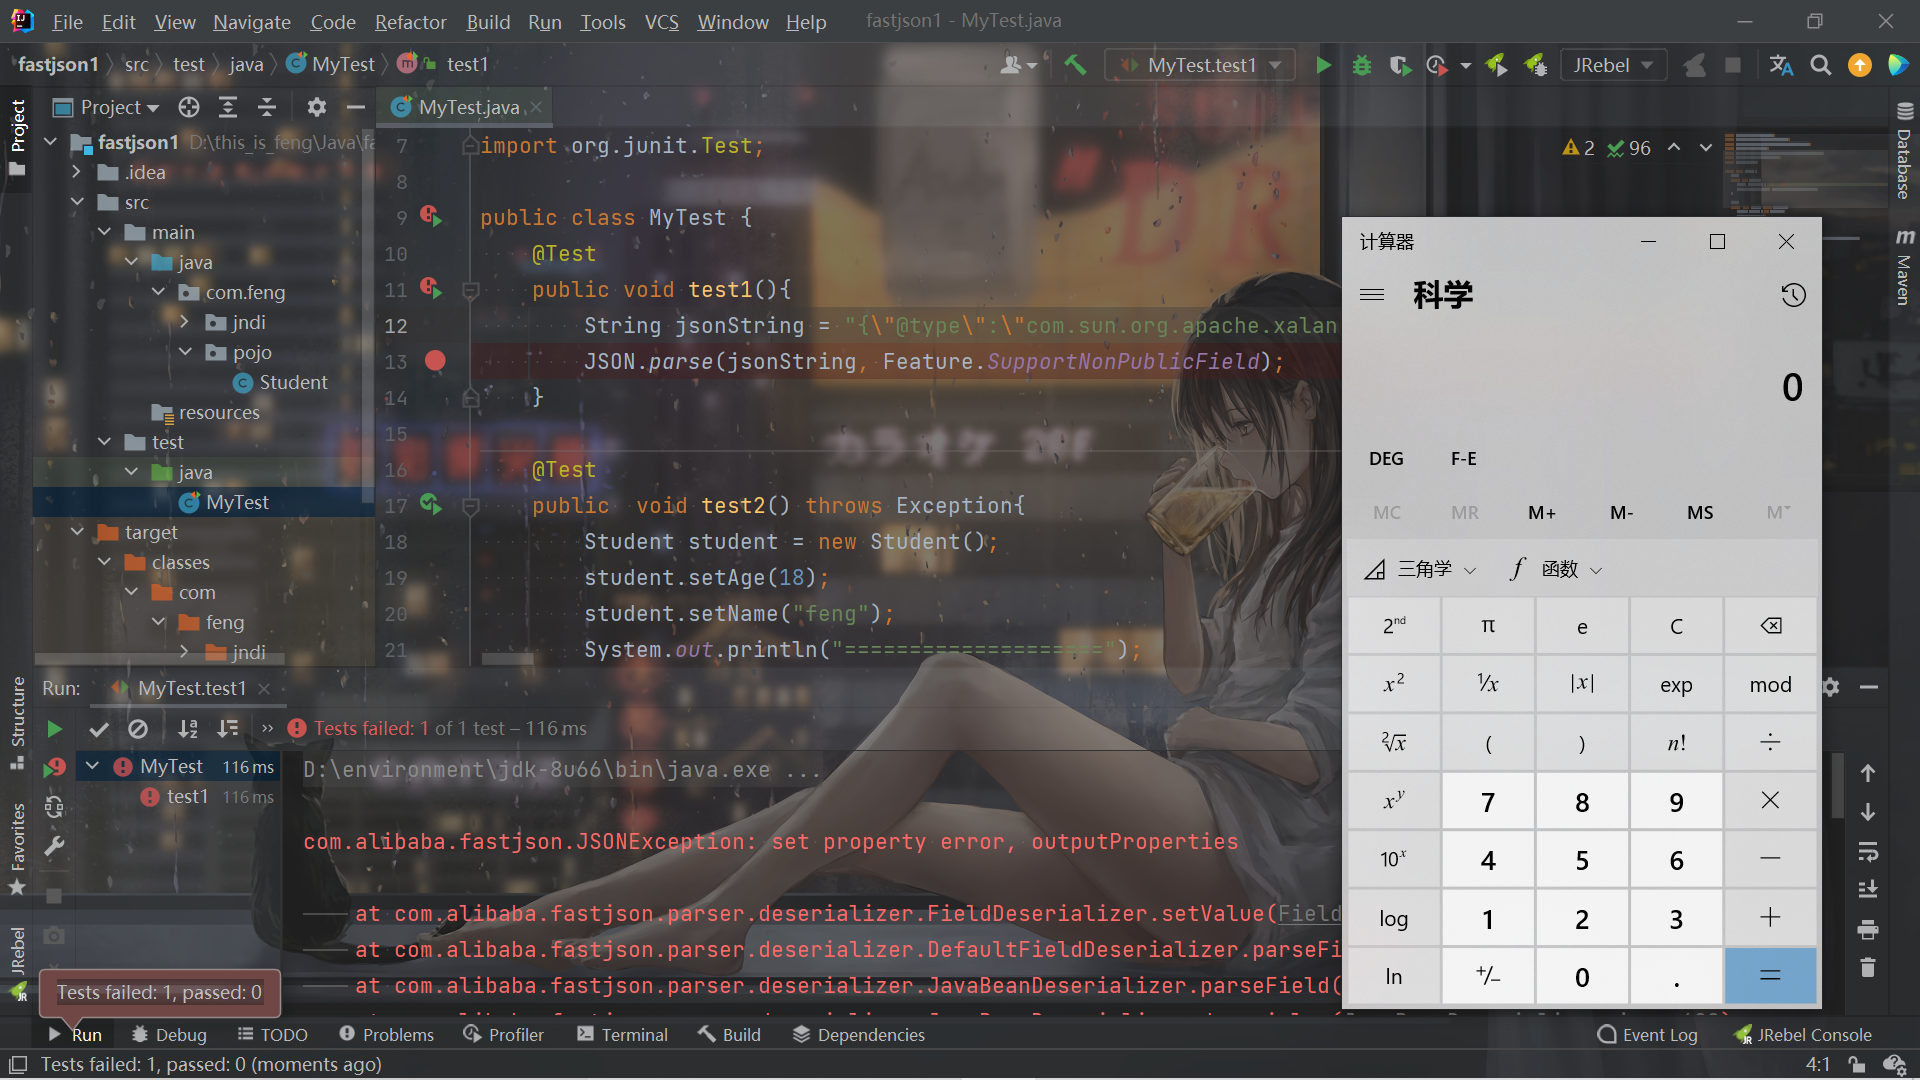 File Edit View Navigate Code Refactor Build Run Tools VCS Window Help fastjson1 - MyTest.java
fastjson1 src test java MyTest test1 MyTest.test1 JRebel
Project MyTest.java
fastjson1 D:\this_is_feng\Java\fa
.idea
src
main
java
com.feng
jndi
pojo
Student
resources
test
java
MyTest
target
classes
com
feng
jndi
7 import org.junit.Test;
8
9 public class MyTest {
10 @Test
11 public void test1(){
12 String jsonString = "{\"@type\":\"com.sun.org.apache.xalan
13 JSON.parse(jsonString, Feature.SupportNonPublicField);
14 }
15
16 @Test
17 public void test2() throws Exception{
18 Student student = new Student();
19 student.setAge(18);
20 student.setName("feng");
21 System.out.println("====================");
2 96
Project
Structure
Favorites
JRebel
Database
Maven
DR
カラオケ
计算器
科学
0
DEG F-E
MC MR M+ M- MS M
三角学 f 函数
2nd π e C
x2 1/x |x| exp mod
2√x ( ) n! ÷
xy 7 8 9 ×
10x 4 5 6 −
log 1 2 3 +
ln +/− 0 . =
Run: MyTest.test1
Tests failed: 1 of 1 test – 116 ms
MyTest 116 ms
test1 116 ms
D:\environment\jdk-8u66\bin\java.exe ...
com.alibaba.fastjson.JSONException: set property error, outputProperties
at com.alibaba.fastjson.parser.deserializer.FieldDeserializer.setValue(Field
at com.alibaba.fastjson.parser.deserializer.DefaultFieldDeserializer.parseFi
at com.alibaba.fastjson.parser.deserializer.JavaBeanDeserializer.parseField(
Tests failed: 1, passed: 0
Run Debug TODO Problems Profiler Terminal Build Dependencies Event Log JRebel Console
Tests failed: 1, passed: 0 (moments ago) 4:1